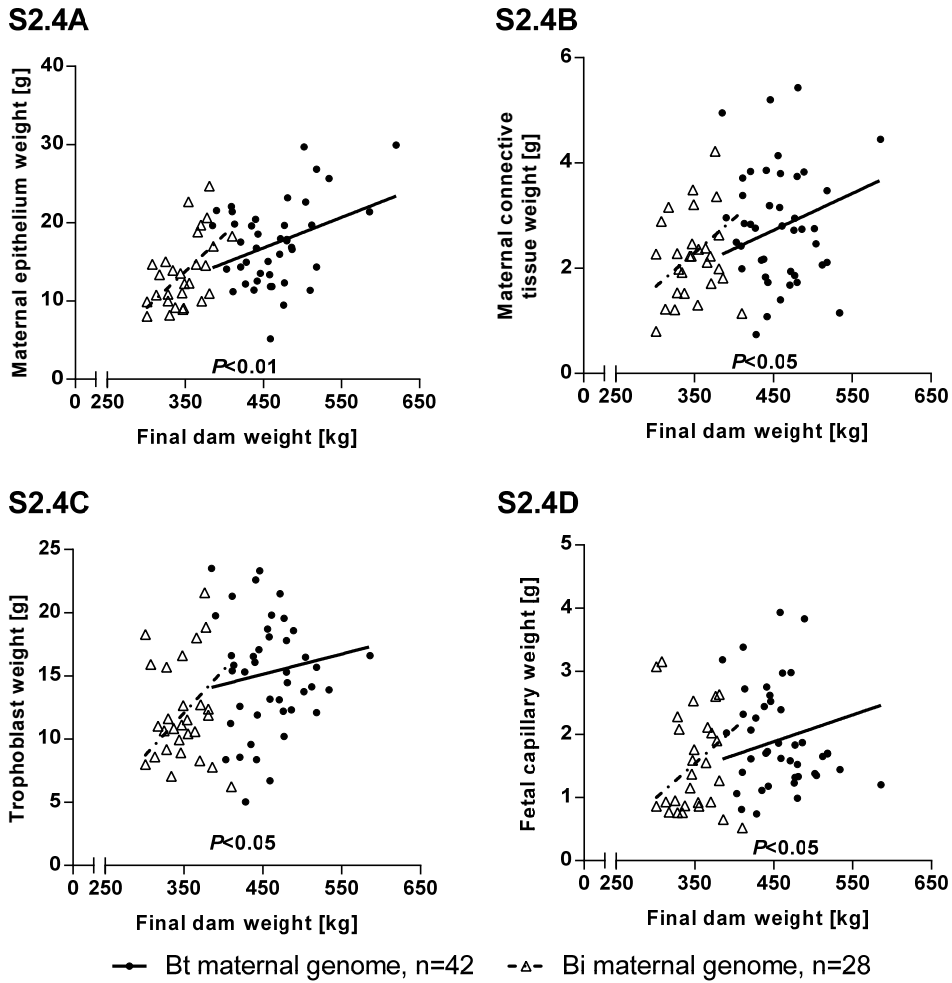 S2.4A
Maternal epithelium weight [g]
40
30
20
10
0
P<0.01
0 250 350 450 550 650
Final dam weight [kg]
S2.4B
Maternal connective
tissue weight [g]
6
4
2
0
P<0.05
0 250 350 450 550 650
Final dam weight [kg]
S2.4C
Trophoblast weight [g]
25
20
15
10
5
0
P<0.05
0 250 350 450 550 650
Final dam weight [kg]
S2.4D
Fetal capillary weight [g]
5
4
3
2
1
0
P<0.05
0 250 350 450 550 650
Final dam weight [kg]
Bt maternal genome, n=42
Bi maternal genome, n=28